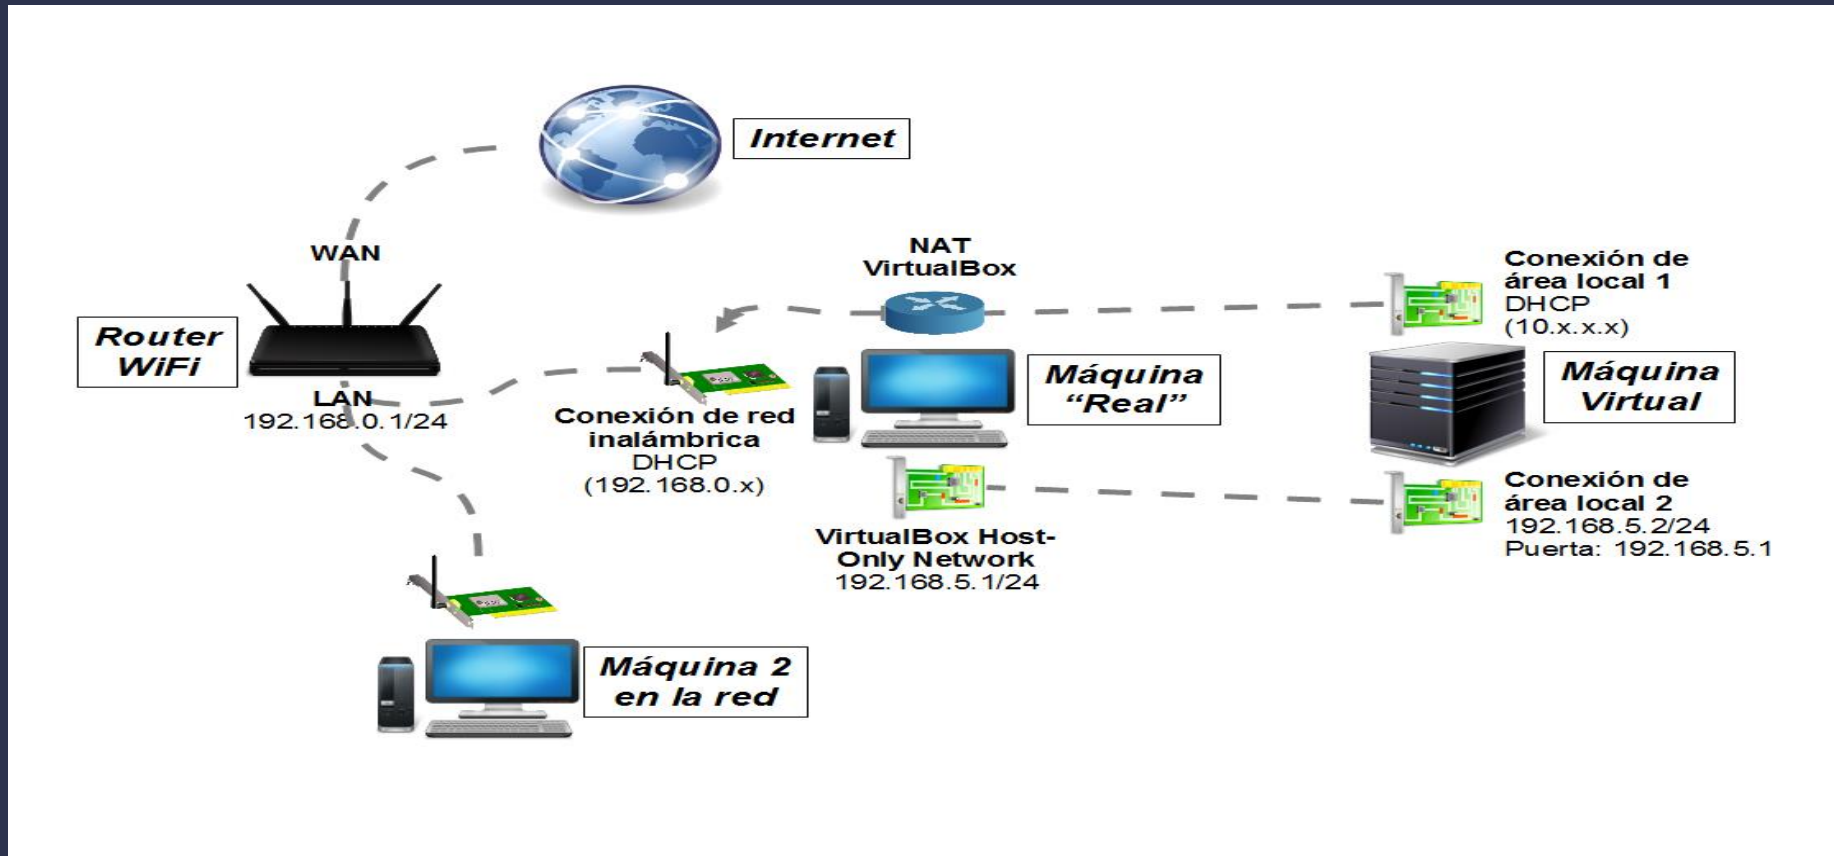 Internet
WAN
Router
WiFi
LAN
192.168.0.1/24
NAT
VirtualBox
Conexión de red
inalámbrica
DHCP
(192.168.0.x)
Máquina
“Real”
VirtualBox Host-
Only Network
192.168.5.1/24
Conexión de
área local 1
DHCP
(10.x.x.x)
Máquina
Virtual
Conexión de
área local 2
192.168.5.2/24
Puerta: 192.168.5.1
Máquina 2
en la red